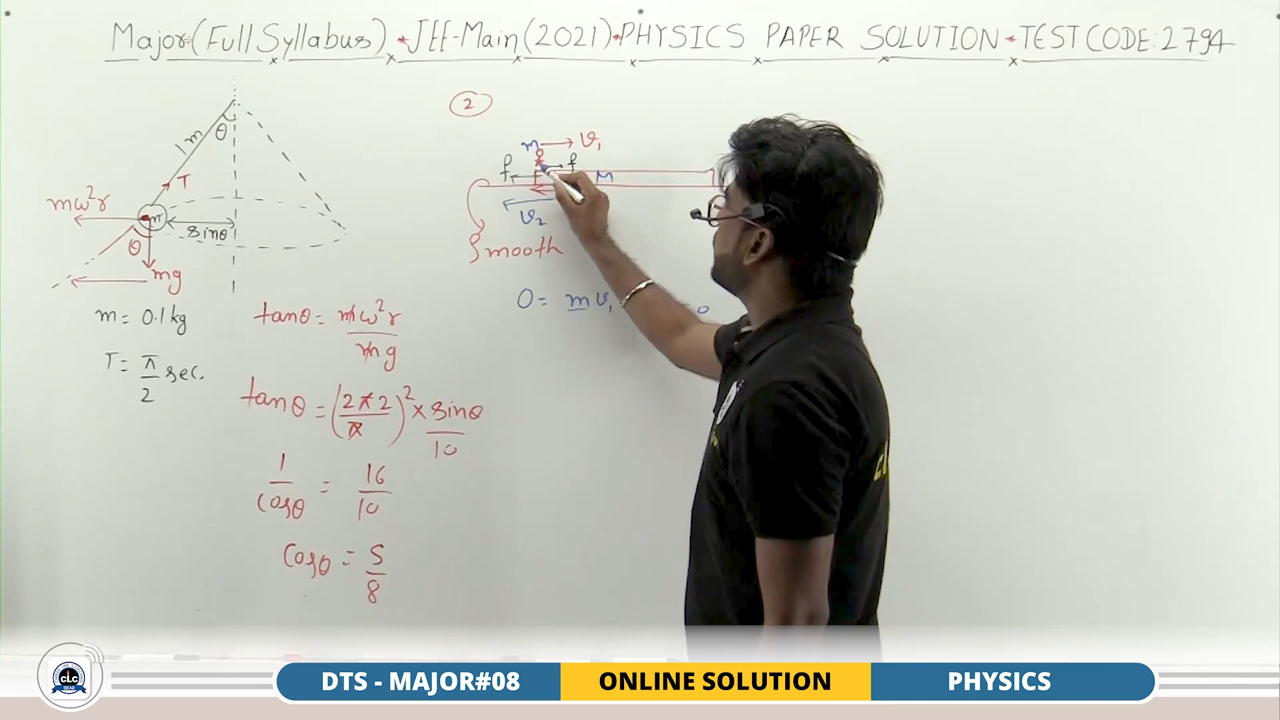 Major (Full Syllabus) • JEE-Main (2021) • PHYSICS PAPER SOLUTION • TEST CODE: 2794
θ
1m
T
mω²r
m
sinθ
θ
mg
m = 0.1 kg
T = π/2 sec.
tanθ = mω²r/mg
tanθ = (2π2/π)² × sinθ/10
1/cosθ = 16/10
cosθ = 5/8
2
m → v₁
f f
M
v₂
smooth
0 = mv₁
CLC
DTS - MAJOR#08
ONLINE SOLUTION
PHYSICS